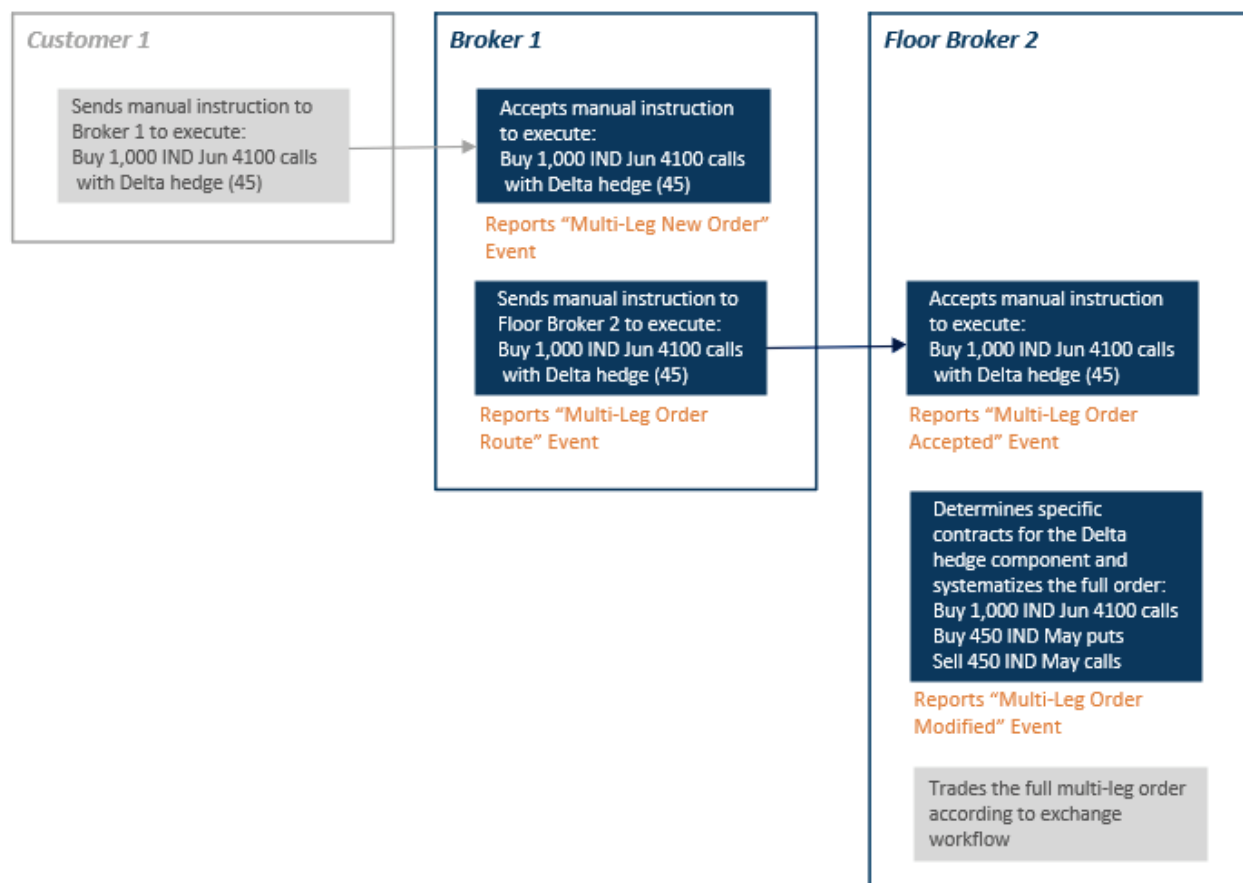 Customer 1
Sends manual instruction to
Broker 1 to execute:
Buy 1,000 IND Jun 4100 calls
with Delta hedge (45)
Broker 1
Accepts manual instruction
to execute:
Buy 1,000 IND Jun 4100 calls
with Delta hedge (45)
Reports “Multi-Leg New Order”
Event
Sends manual instruction to
Floor Broker 2 to execute:
Buy 1,000 IND Jun 4100 calls
with Delta hedge (45)
Reports “Multi-Leg Order
Route” Event
Floor Broker 2
Accepts manual instruction
to execute:
Buy 1,000 IND Jun 4100 calls
with Delta hedge (45)
Reports “Multi-Leg Order
Accepted” Event
Determines specific
contracts for the Delta
hedge component and
systematizes the full order:
Buy 1,000 IND Jun 4100 calls
Buy 450 IND May puts
Sell 450 IND May calls
Reports “Multi-Leg Order
Modified” Event
Trades the full multi-leg order
according to exchange
workflow